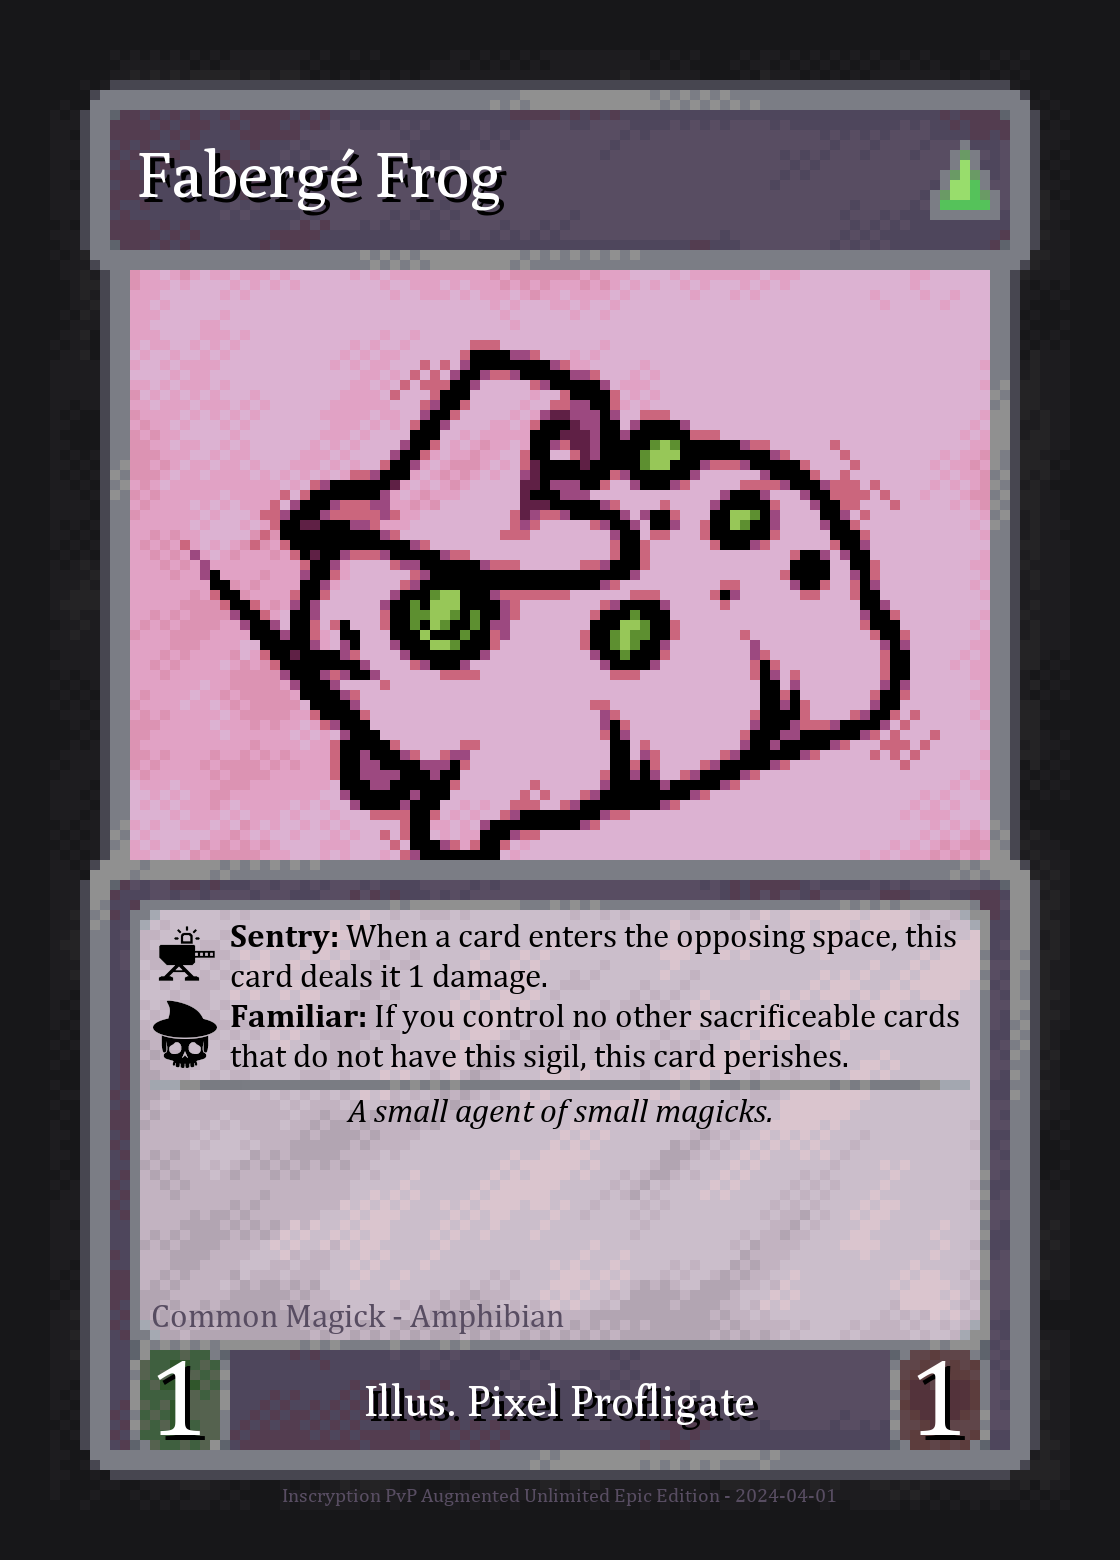 Fabergé Frog
Sentry: When a card enters the opposing space, this
card deals it 1 damage.
Familiar: If you control no other sacrificeable cards
that do not have this sigil, this card perishes.
A small agent of small magicks.
Common Magick - Amphibian
1
Illus. Pixel Profligate
1
Inscryption PvP Augmented Unlimited Epic Edition - 2024-04-01